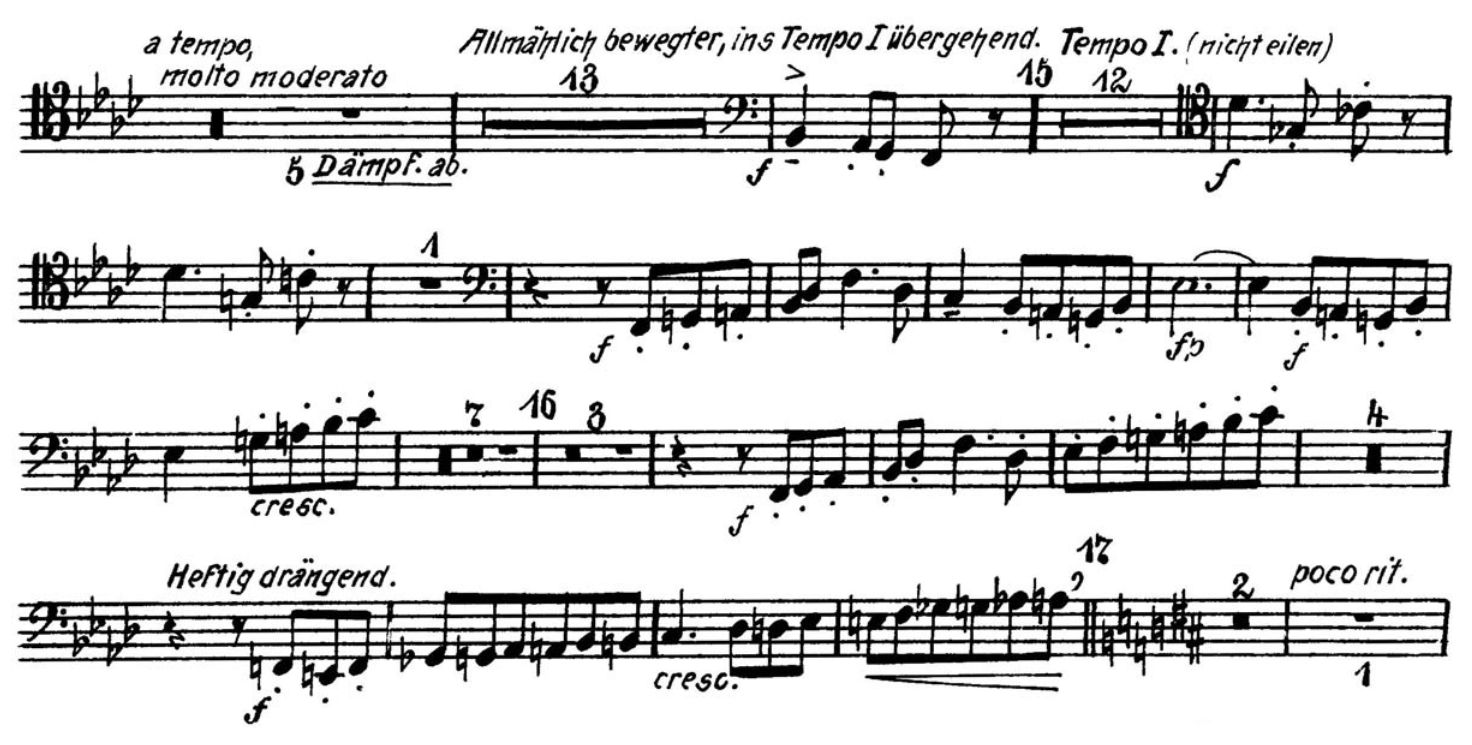 a tempo,
molto moderato
Allmählich bewegter, ins Tempo I übergehend.
Tempo I. (nicht eilen)
13
15
12
5 Dämpf. ab.
f
f
1
f
fp
f
7
16
3
4
cresc.
f
Heftig drängend.
17
2
poco rit.
f
cresc.
1